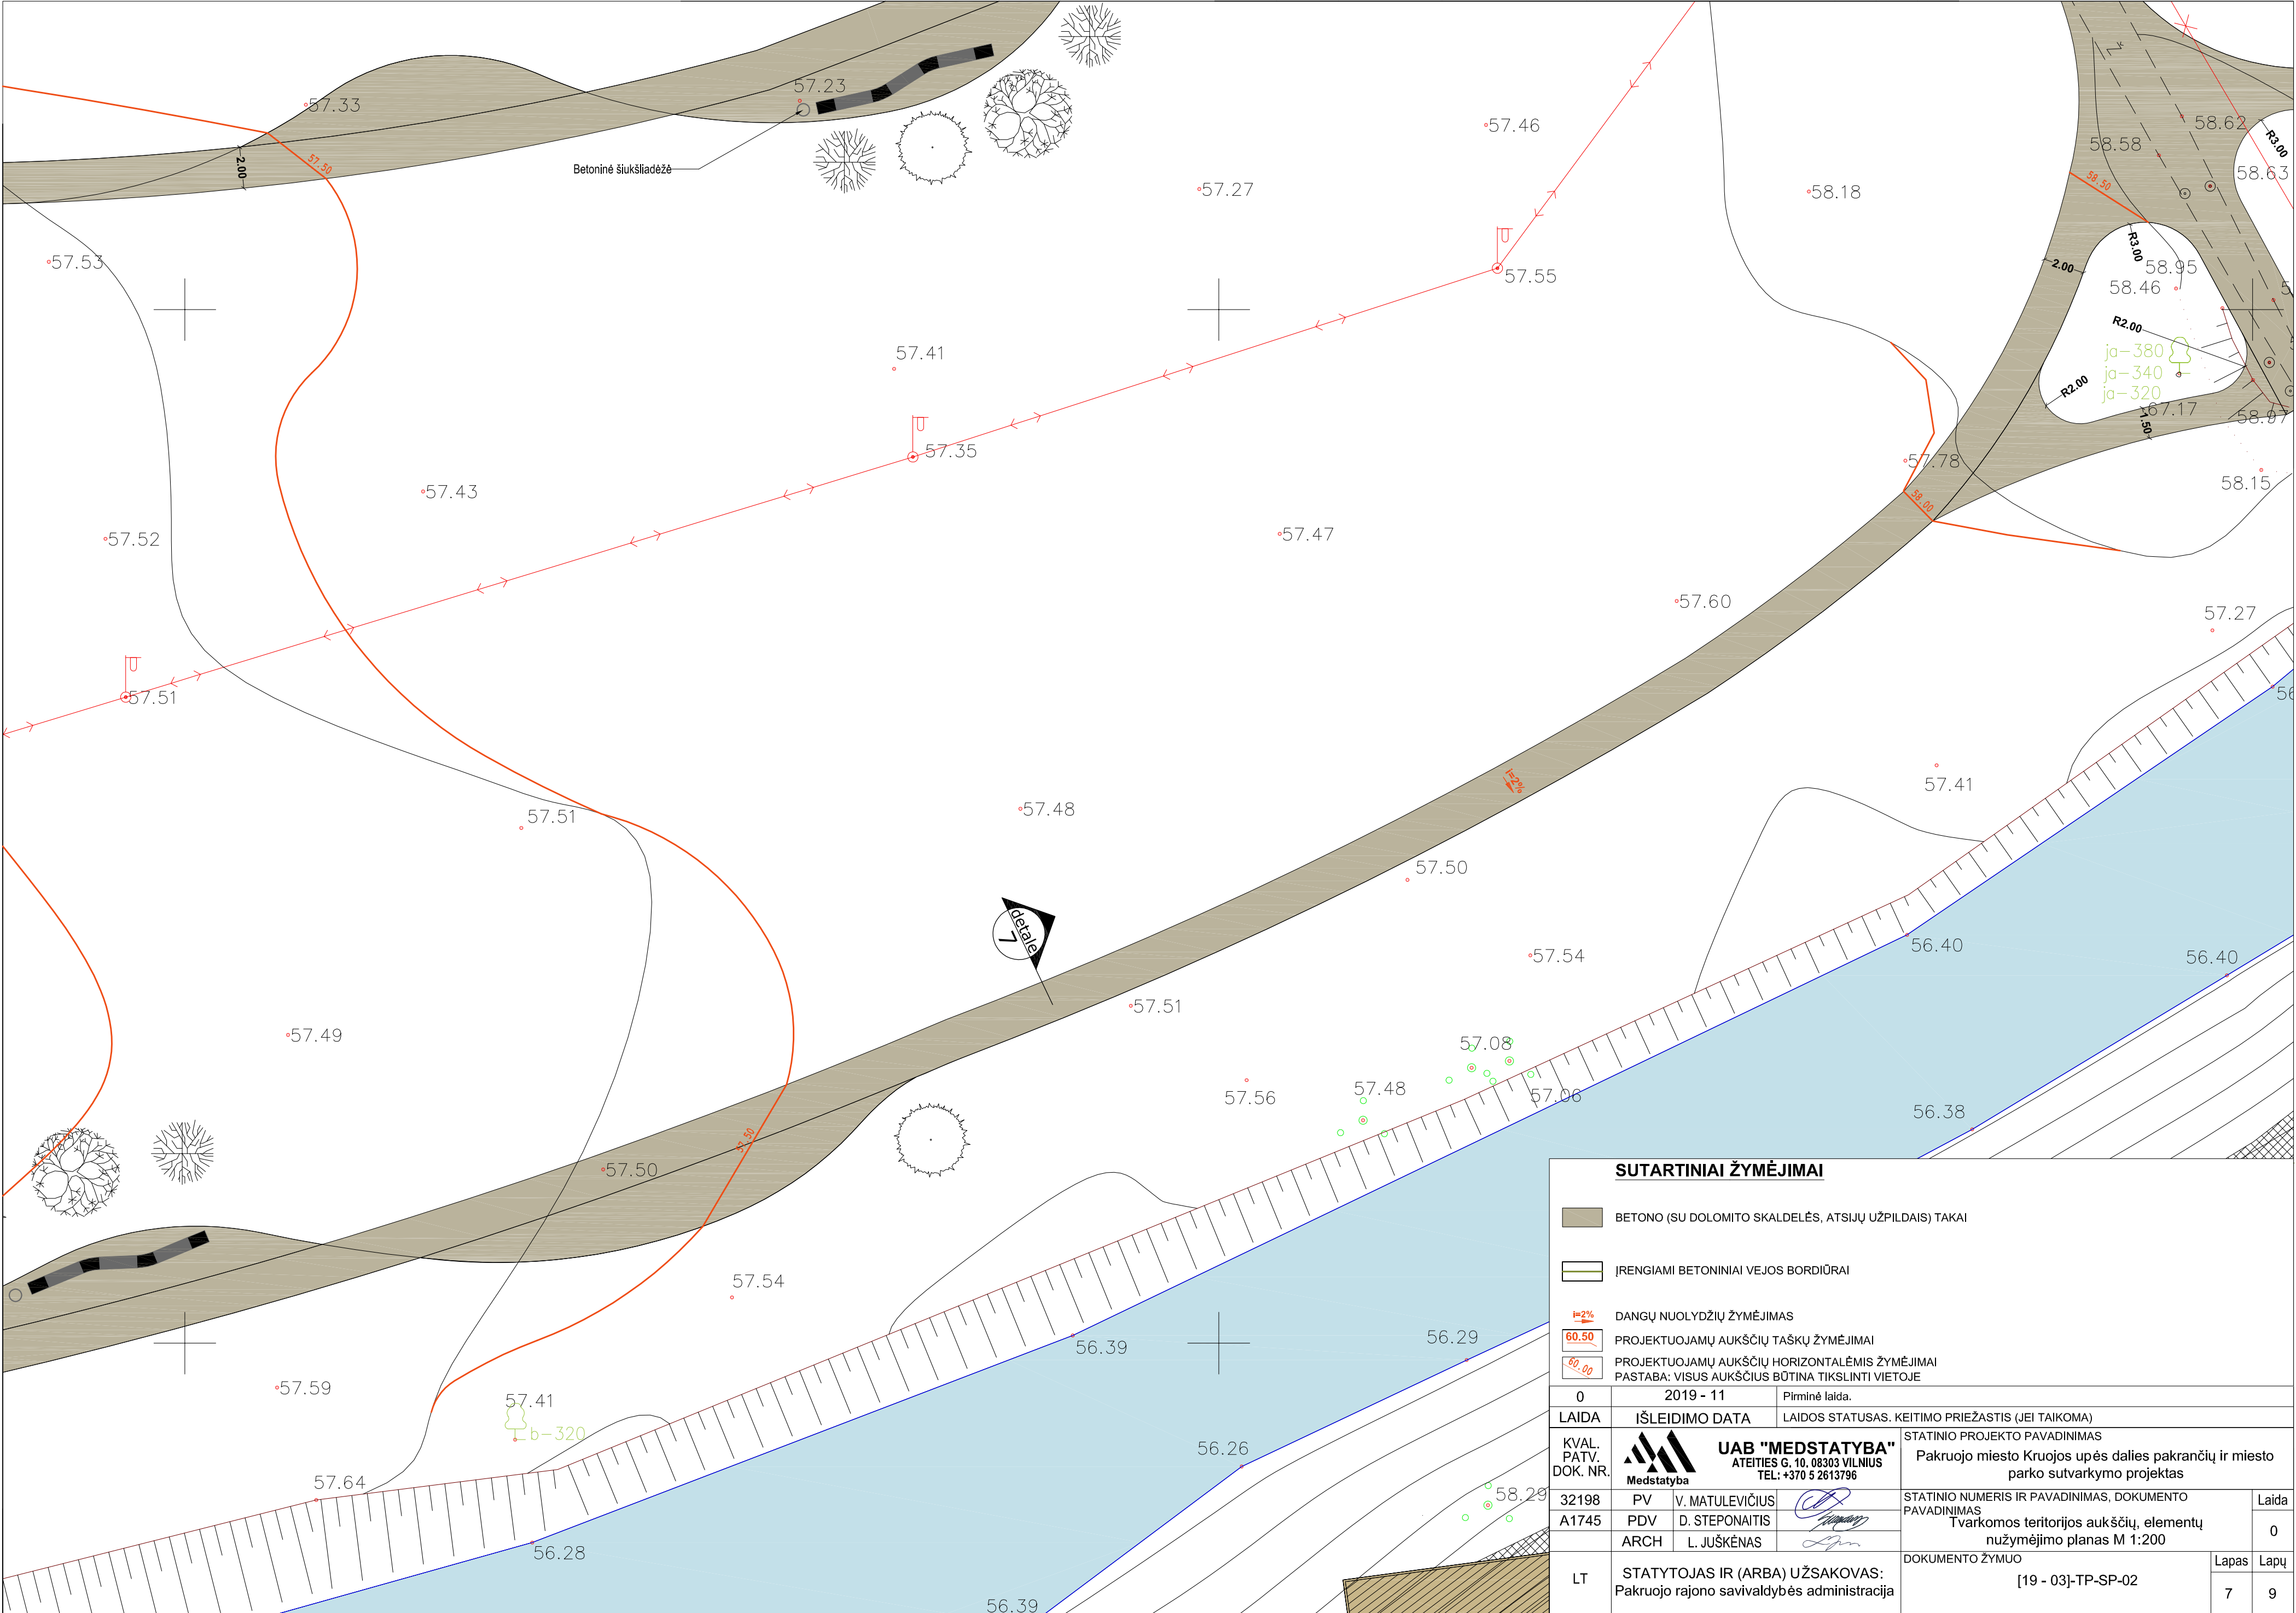 57.33
57.23
57.46
58.62
R3.00
58.58
58.63
2.00
57.50
Betoninė šiukšliadėžė
57.27
58.18
58.50
57.53
57.55
2.00
R3.00
58.95
58.46
R2.00
57.41
ja-380
ja-340
ja-320
R2.00
67.17
58.97
1.50
57.35
57.43
57.78
58.15
58.00
57.52
57.47
57.60
57.27
57.51
i=2%
57.41
57.51
57.48
57.50
detalė
7
56.40
57.54
56.40
57.51
57.49
57.08
57.56
57.48
57.06
56.38
57.50
57.50
57.54
56.39
56.29
57.59
57.41
b-320
56.26
57.64
58.29
56.28
56.39
SUTARTINIAI ŽYMĖJIMAI
BETONO (SU DOLOMITO SKALDELĖS, ATSIJŲ UŽPILDAIS) TAKAI
ĮRENGIAMI BETONINIAI VEJOS BORDIŪRAI
i=2% DANGŲ NUOLYDŽIŲ ŽYMĖJIMAS
60.50 PROJEKTUOJAMŲ AUKŠČIŲ TAŠKŲ ŽYMĖJIMAI
60.00 PROJEKTUOJAMŲ AUKŠČIŲ HORIZONTALĖMIS ŽYMĖJIMAI
PASTABA: VISUS AUKŠČIUS BŪTINA TIKSLINTI VIETOJE
0 2019 - 11 Pirminė laida.
LAIDA IŠLEIDIMO DATA LAIDOS STATUSAS. KEITIMO PRIEŽASTIS (JEI TAIKOMA)
KVAL.
PATV.
DOK. NR.
Medstatyba
UAB "MEDSTATYBA"
ATEITIES G. 10, 08303 VILNIUS
TEL: +370 5 2613796
STATINIO PROJEKTO PAVADINIMAS
Pakruojo miesto Kruojos upės dalies pakrančių ir miesto
parko sutvarkymo projektas
32198 PV V. MATULEVIČIUS
A1745 PDV D. STEPONAITIS
ARCH L. JUŠKĖNAS
STATINIO NUMERIS IR PAVADINIMAS, DOKUMENTO
PAVADINIMAS
Tvarkomos teritorijos aukščių, elementų
nužymėjimo planas M 1:200
Laida
0
LT
STATYTOJAS IR (ARBA) UŽSAKOVAS:
Pakruojo rajono savivaldybės administracija
DOKUMENTO ŽYMUO
[19 - 03]-TP-SP-02
Lapas Lapų
7 9